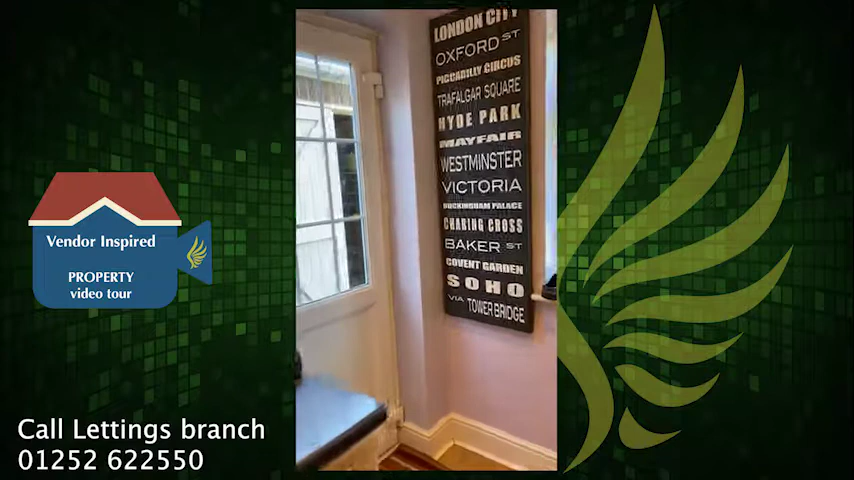 Vendor Inspired
PROPERTY
video tour
Call Lettings branch
01252 622550
LONDON CITY
OXFORD ST
PICCADILLY CIRCUS
TRAFALGAR SQUARE
HYDE PARK
MAYFAIR
WESTMINSTER
VICTORIA
BUCKINGHAM PALACE
CHARING CROSS
BAKER ST
COVENT GARDEN
SOHO
VIA TOWER BRIDGE